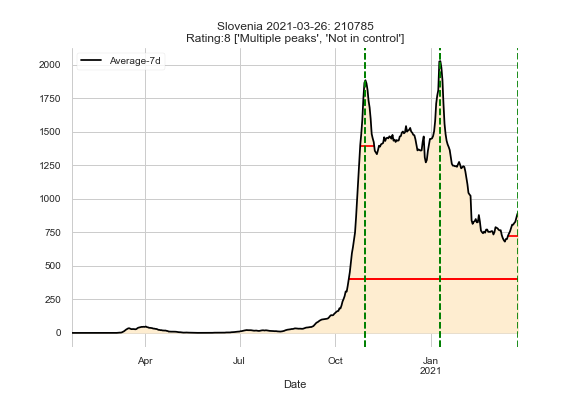 Slovenia 2021-03-26: 210785
Rating:8 ['Multiple peaks', 'Not in control']
Average-7d
2000
1750
1500
1250
1000
750
500
250
0
Apr
Jul
Oct
Jan
2021
Date